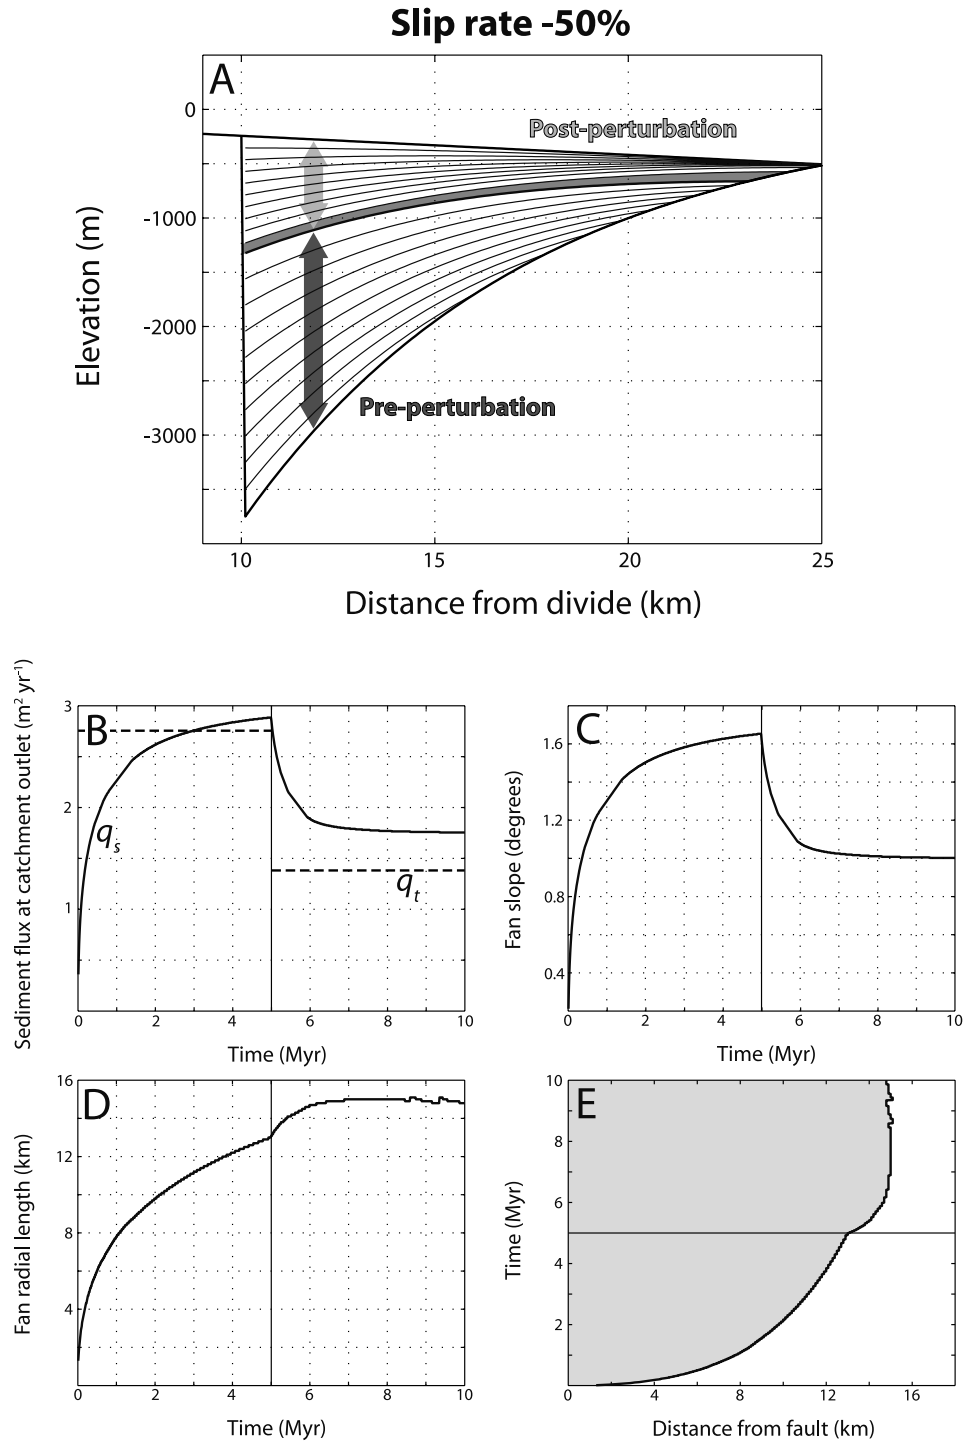 Slip rate -50%
A
0
-1000
-2000
-3000
Elevation (m)
Post-perturbation
Pre-perturbation
10
15
20
25
Distance from divide (km)
Sediment flux at catchment outlet (m² yr⁻¹)
3
2
1
B
qs
qt
0
2
4
6
8
10
Time (Myr)
Fan slope (degrees)
1.6
1.2
0.8
0.4
C
0
2
4
6
8
10
Time (Myr)
Fan radial length (km)
16
12
8
4
D
0
2
4
6
8
10
Time (Myr)
Time (Myr)
10
8
6
4
2
E
0
4
8
12
16
Distance from fault (km)